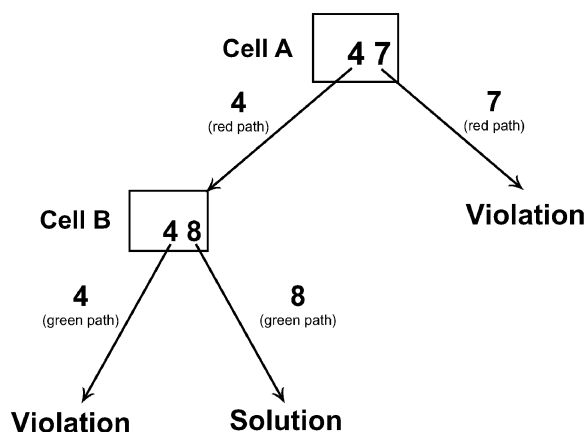 Cell A
4 7
4
(red path)
7
(red path)
Violation
Cell B
4 8
4
(green path)
8
(green path)
Violation
Solution